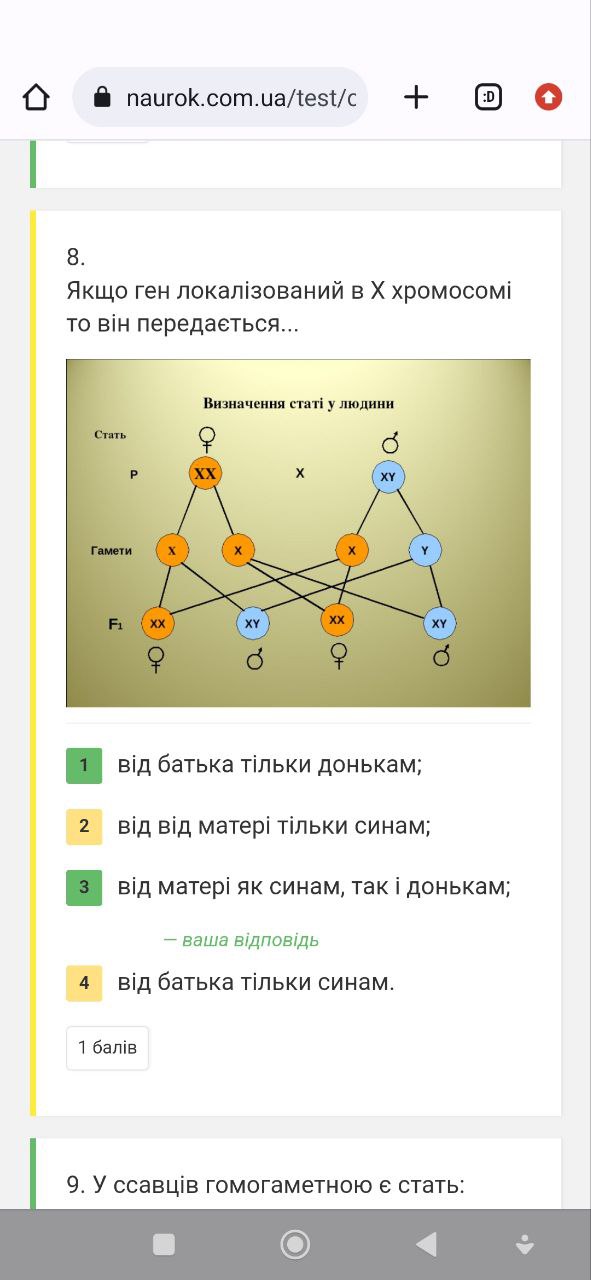 naurok.com.ua/test/c
:D
8.
Якщо ген локалізований в Х хромосомі
то він передається...
Визначення статі у людини
Стать
P XX X XY
Гамети X X X Y
F1 XX XY XX XY
1 від батька тільки донькам;
2 від від матері тільки синам;
3 від матері як синам, так і донькам;
— ваша відповідь
4 від батька тільки синам.
1 балів
9. У ссавців гомогаметною є стать: